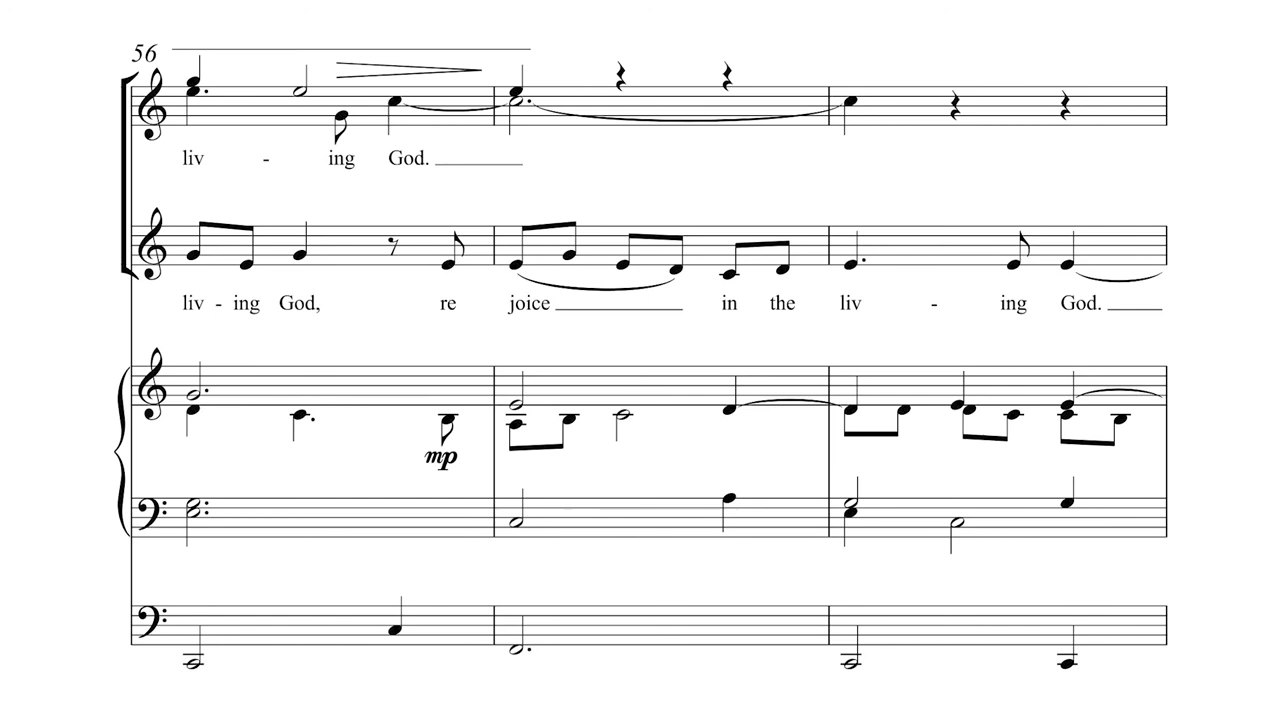 56
liv - ing God.
liv - ing God, re joice in the liv - ing God.
mp